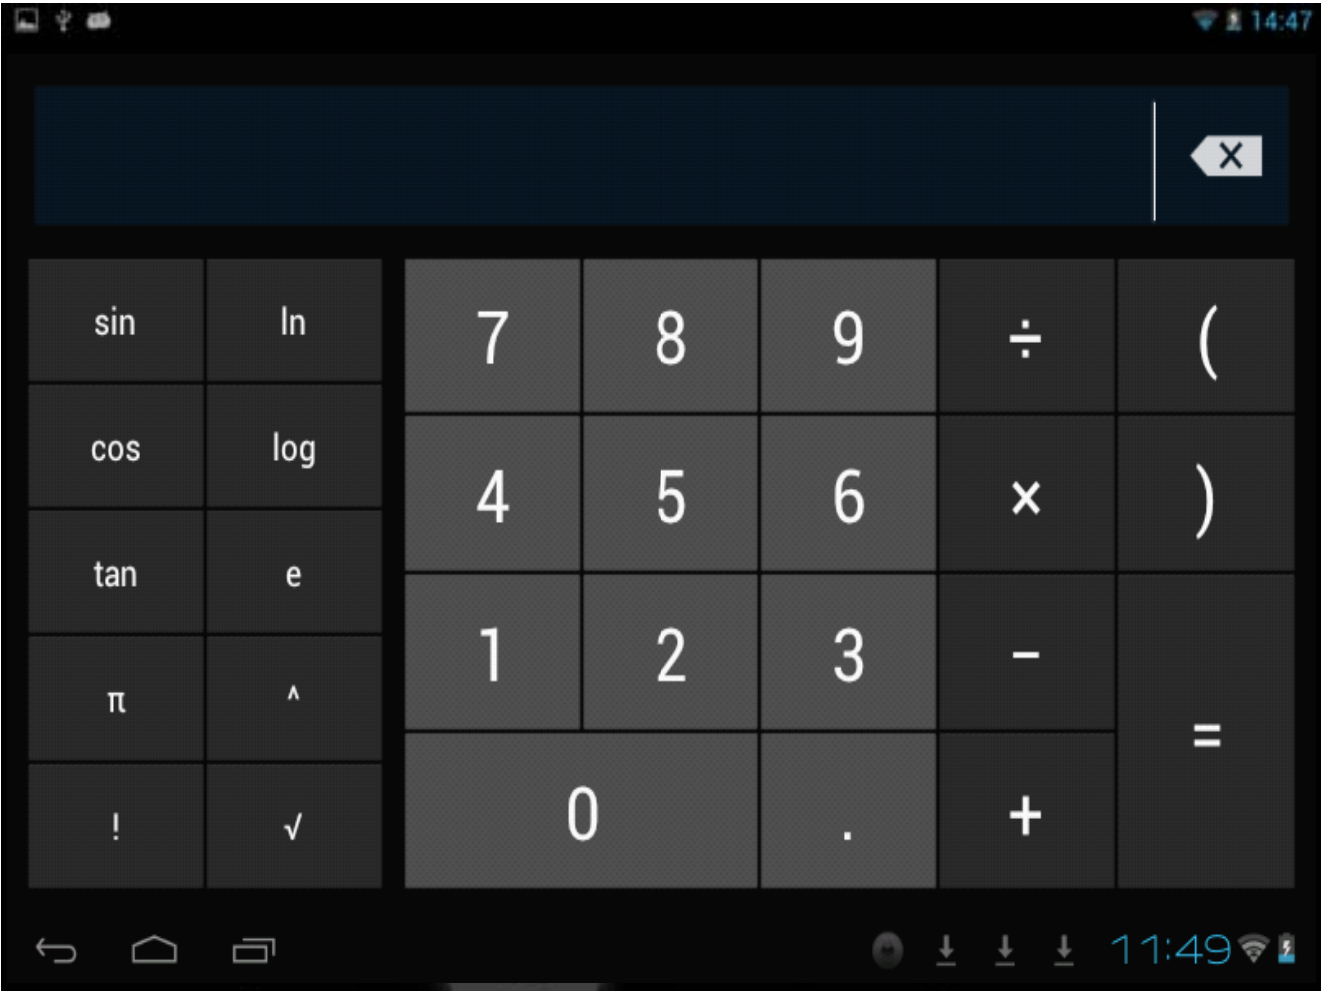 14:47
sin ln 7 8 9 ÷ (
cos log 4 5 6 × )
tan e 1 2 3 −
π ^ =
! √ 0 . +
11:49